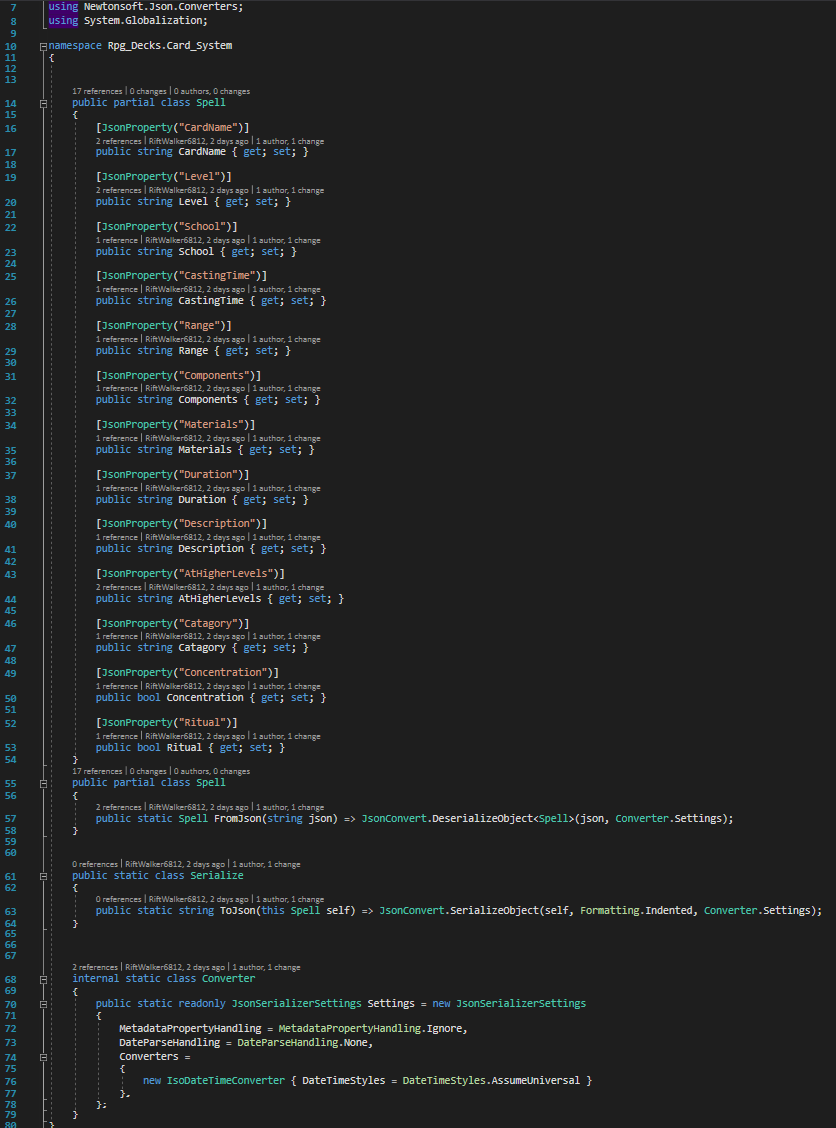 7 using Newtonsoft.Json.Converters;
8 using System.Globalization;
9
10 namespace Rpg_Decks.Card_System
11 {
12
13
17 references | 0 changes | 0 authors, 0 changes
14 public partial class Spell
15 {
16 [JsonProperty("CardName")]
2 references | RiftWalker6812, 2 days ago | 1 author, 1 change
17 public string CardName { get; set; }
18
19 [JsonProperty("Level")]
2 references | RiftWalker6812, 2 days ago | 1 author, 1 change
20 public string Level { get; set; }
21
22 [JsonProperty("School")]
1 reference | RiftWalker6812, 2 days ago | 1 author, 1 change
23 public string School { get; set; }
24
25 [JsonProperty("CastingTime")]
1 reference | RiftWalker6812, 2 days ago | 1 author, 1 change
26 public string CastingTime { get; set; }
27
28 [JsonProperty("Range")]
1 reference | RiftWalker6812, 2 days ago | 1 author, 1 change
29 public string Range { get; set; }
30
31 [JsonProperty("Components")]
1 reference | RiftWalker6812, 2 days ago | 1 author, 1 change
32 public string Components { get; set; }
33
34 [JsonProperty("Materials")]
1 reference | RiftWalker6812, 2 days ago | 1 author, 1 change
35 public string Materials { get; set; }
36
37 [JsonProperty("Duration")]
1 reference | RiftWalker6812, 2 days ago | 1 author, 1 change
38 public string Duration { get; set; }
39
40 [JsonProperty("Description")]
1 reference | RiftWalker6812, 2 days ago | 1 author, 1 change
41 public string Description { get; set; }
42
43 [JsonProperty("AtHigherLevels")]
2 references | RiftWalker6812, 2 days ago | 1 author, 1 change
44 public string AtHigherLevels { get; set; }
45
46 [JsonProperty("Catagory")]
1 reference | RiftWalker6812, 2 days ago | 1 author, 1 change
47 public string Catagory { get; set; }
48
49 [JsonProperty("Concentration")]
1 reference | RiftWalker6812, 2 days ago | 1 author, 1 change
50 public bool Concentration { get; set; }
51
52 [JsonProperty("Ritual")]
1 reference | RiftWalker6812, 2 days ago | 1 author, 1 change
53 public bool Ritual { get; set; }
54 }
17 references | 0 changes | 0 authors, 0 changes
55 public partial class Spell
56 {
2 references | RiftWalker6812, 2 days ago | 1 author, 1 change
57 public static Spell FromJson(string json) => JsonConvert.DeserializeObject<Spell>(json, Converter.Settings);
58 }
59
60
0 references | RiftWalker6812, 2 days ago | 1 author, 1 change
61 public static class Serialize
62 {
0 references | RiftWalker6812, 2 days ago | 1 author, 1 change
63 public static string ToJson(this Spell self) => JsonConvert.SerializeObject(self, Formatting.Indented, Converter.Settings);
64 }
65
66
67
2 references | RiftWalker6812, 2 days ago | 1 author, 1 change
68 internal static class Converter
69 {
70 public static readonly JsonSerializerSettings Settings = new JsonSerializerSettings
71 {
72 MetadataPropertyHandling = MetadataPropertyHandling.Ignore,
73 DateParseHandling = DateParseHandling.None,
74 Converters =
75 {
76 new IsoDateTimeConverter { DateTimeStyles = DateTimeStyles.AssumeUniversal }
77 },
78 };
79 }
80 }